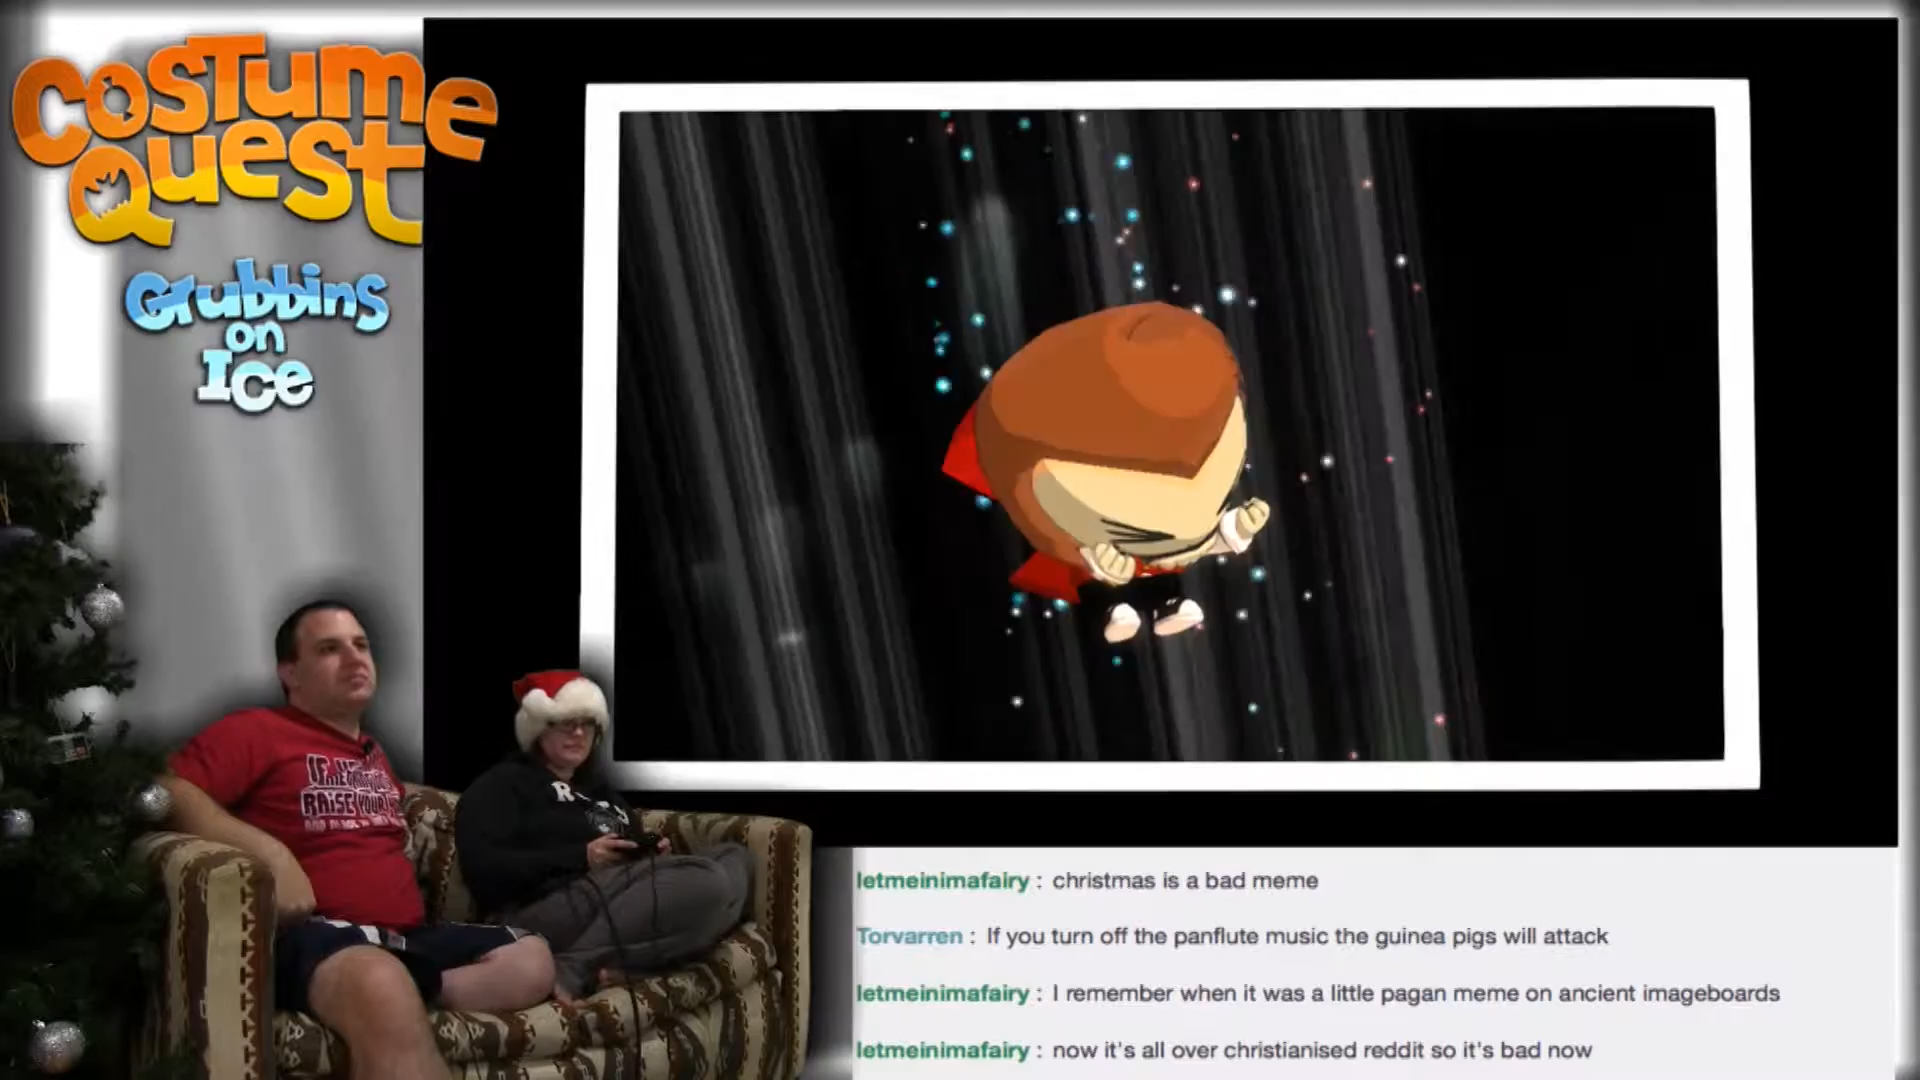 COSTUME
QUEST
Grubbins
on
Ice
RAISE YOUR
letmeinimafairy : christmas is a bad meme
Torvarren : If you turn off the panflute music the guinea pigs will attack
letmeinimafairy : I remember when it was a little pagan meme on ancient imageboards
letmeinimafairy : now it's all over christianised reddit so it's bad now